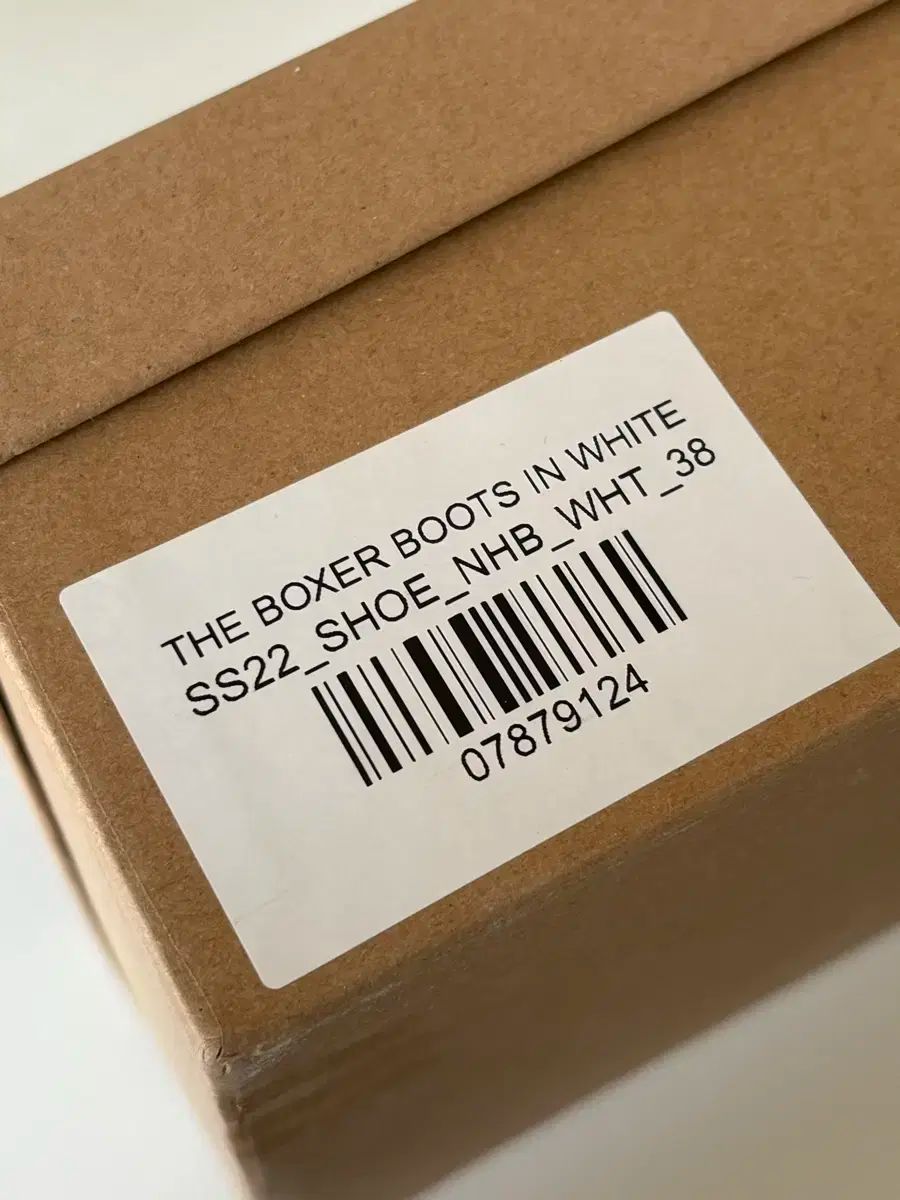 THE BOXER BOOTS IN WHITE
SS22_SHOE_NHB_WHT_38
07879124